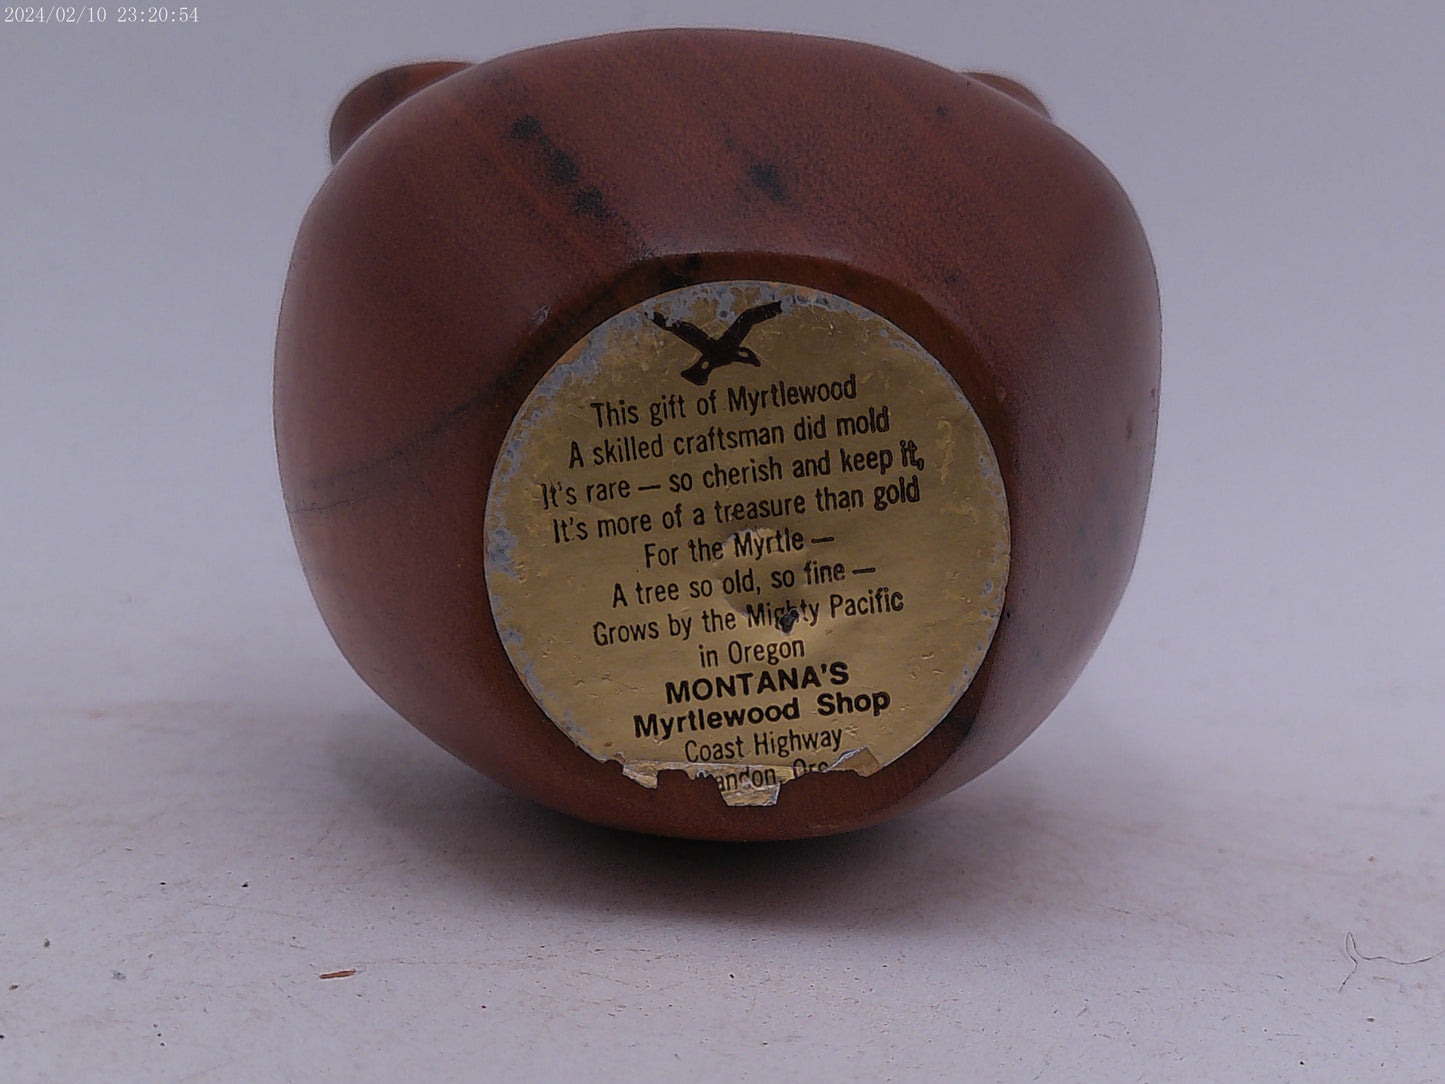 2024/02/10 23:20:54
This gift of Myrtlewood
A skilled craftsman did mold
It's rare — so cherish and keep it,
It's more of a treasure than gold
For the Myrtle —
A tree so old, so fine —
Grows by the Mighty Pacific
in Oregon
MONTANA'S
Myrtlewood Shop
Coast Highway